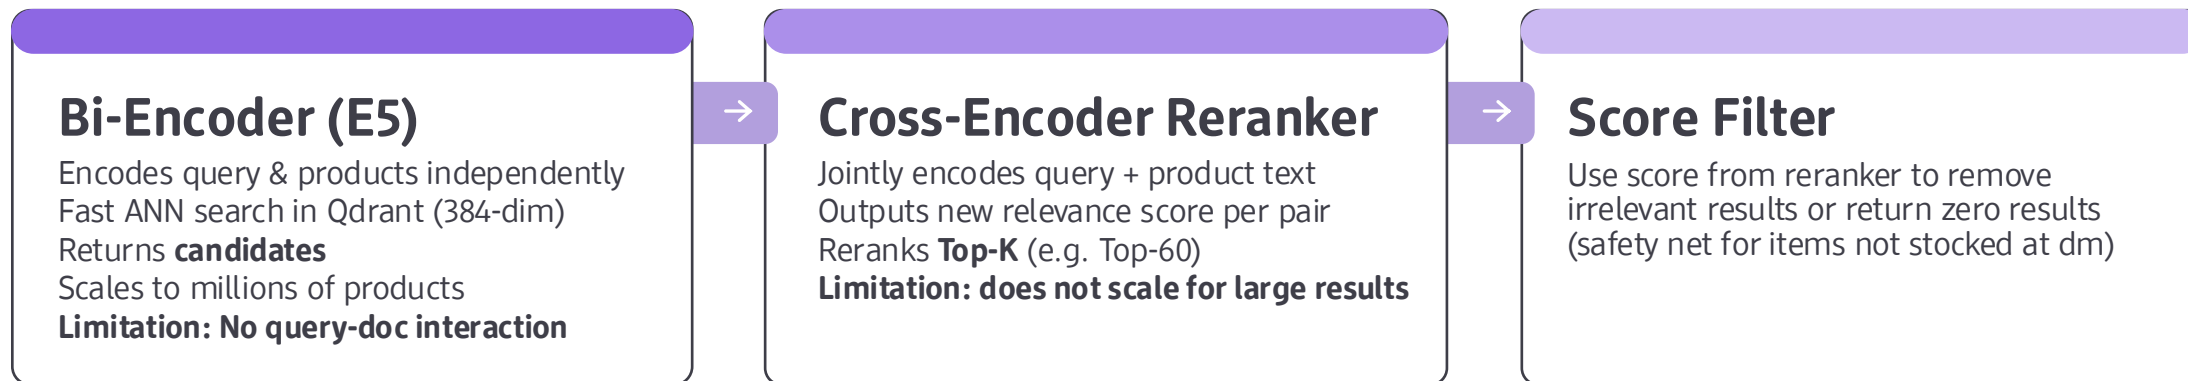 Bi-Encoder (E5)
Encodes query & products independently
Fast ANN search in Qdrant (384-dim)
Returns candidates
Scales to millions of products
Limitation: No query-doc interaction
Cross-Encoder Reranker
Jointly encodes query + product text
Outputs new relevance score per pair
Reranks Top-K (e.g. Top-60)
Limitation: does not scale for large results
Score Filter
Use score from reranker to remove
irrelevant results or return zero results
(safety net for items not stocked at dm)